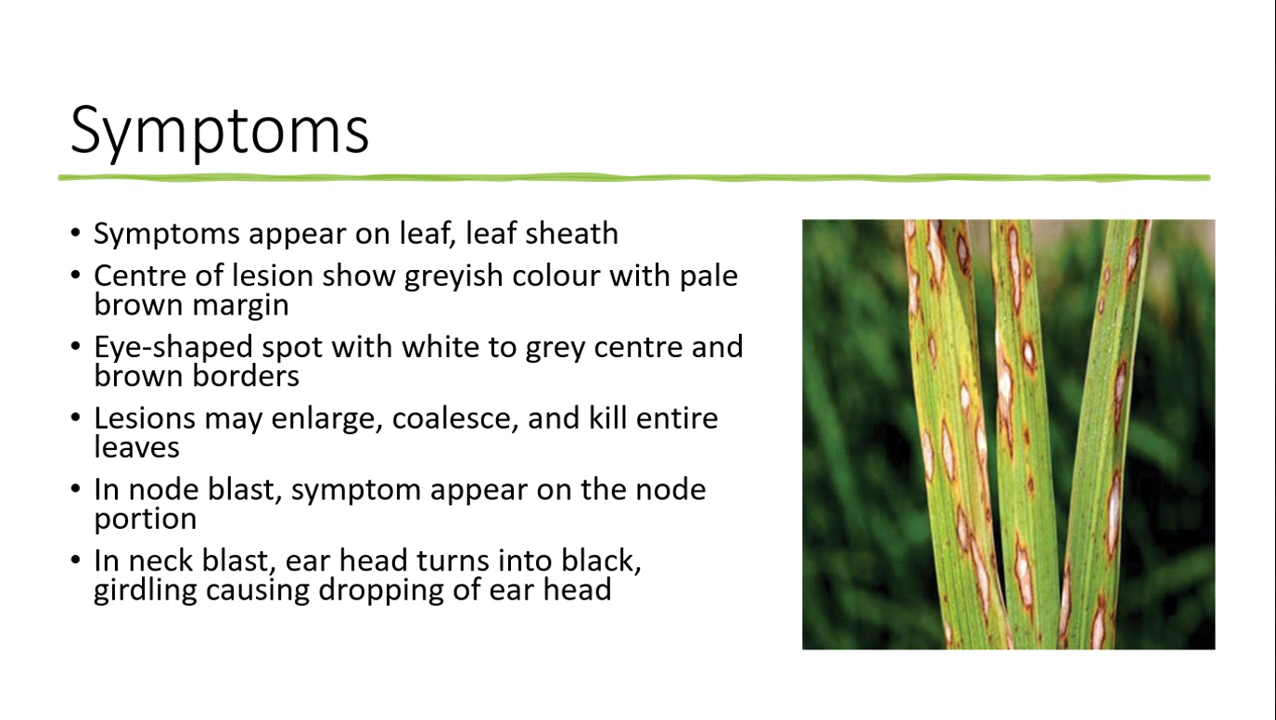 Symptoms
• Symptoms appear on leaf, leaf sheath
• Centre of lesion show greyish colour with pale
brown margin
• Eye-shaped spot with white to grey centre and
brown borders
• Lesions may enlarge, coalesce, and kill entire
leaves
• In node blast, symptom appear on the node
portion
• In neck blast, ear head turns into black,
girdling causing dropping of ear head